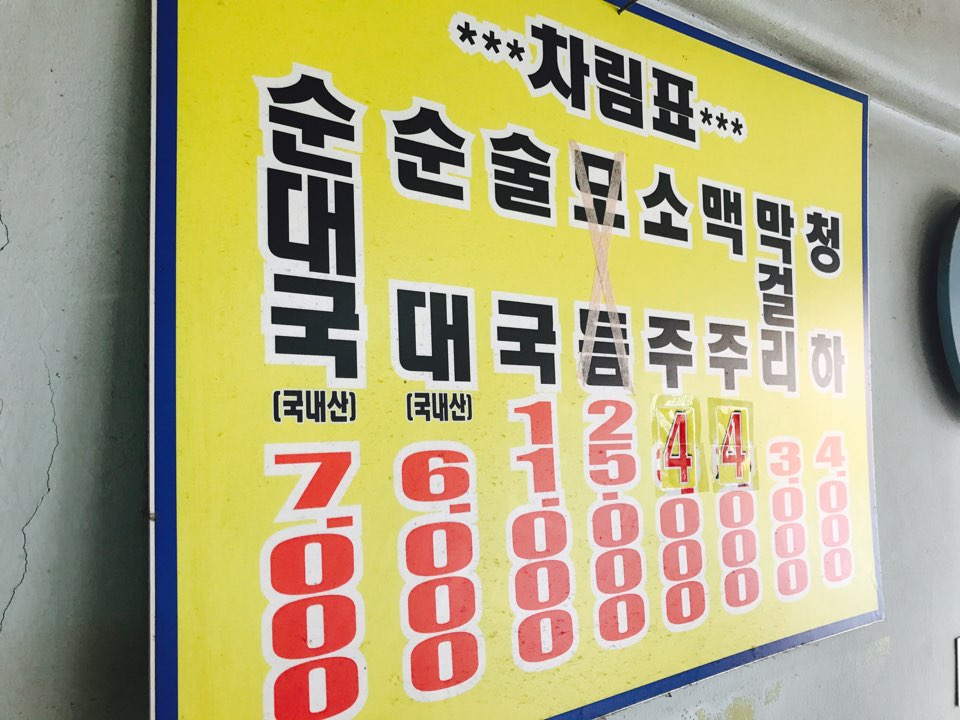 ***차림표***
순대국
(국내산)
7.000
순대
(국내산)
6.000
술국
11.000
모듬
25.000
소주
4.000
맥주
4.000
막걸리
3.000
청하
4.000